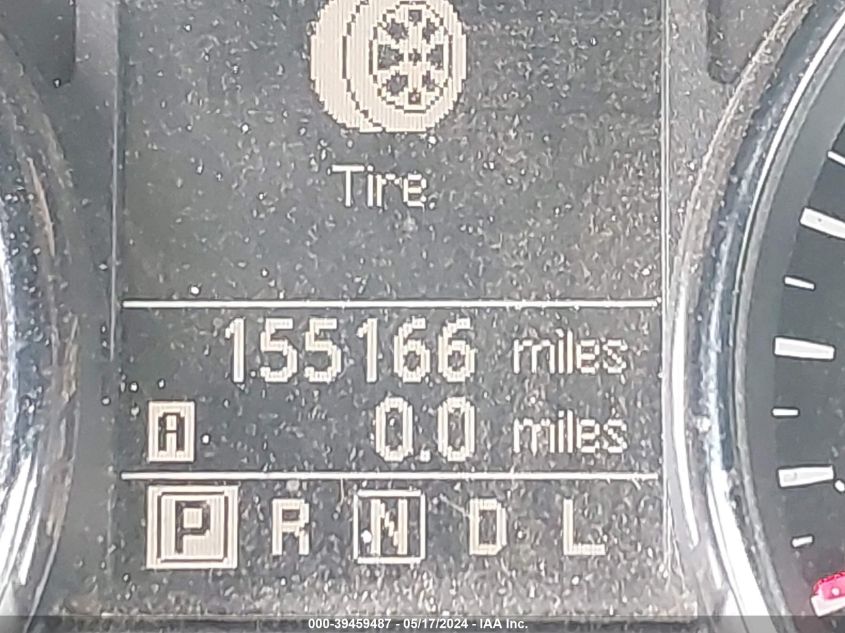 Tire
155166 miles
A 0.0 miles
P R N D L
000-39459487 - 05/17/2024 - IAA Inc.